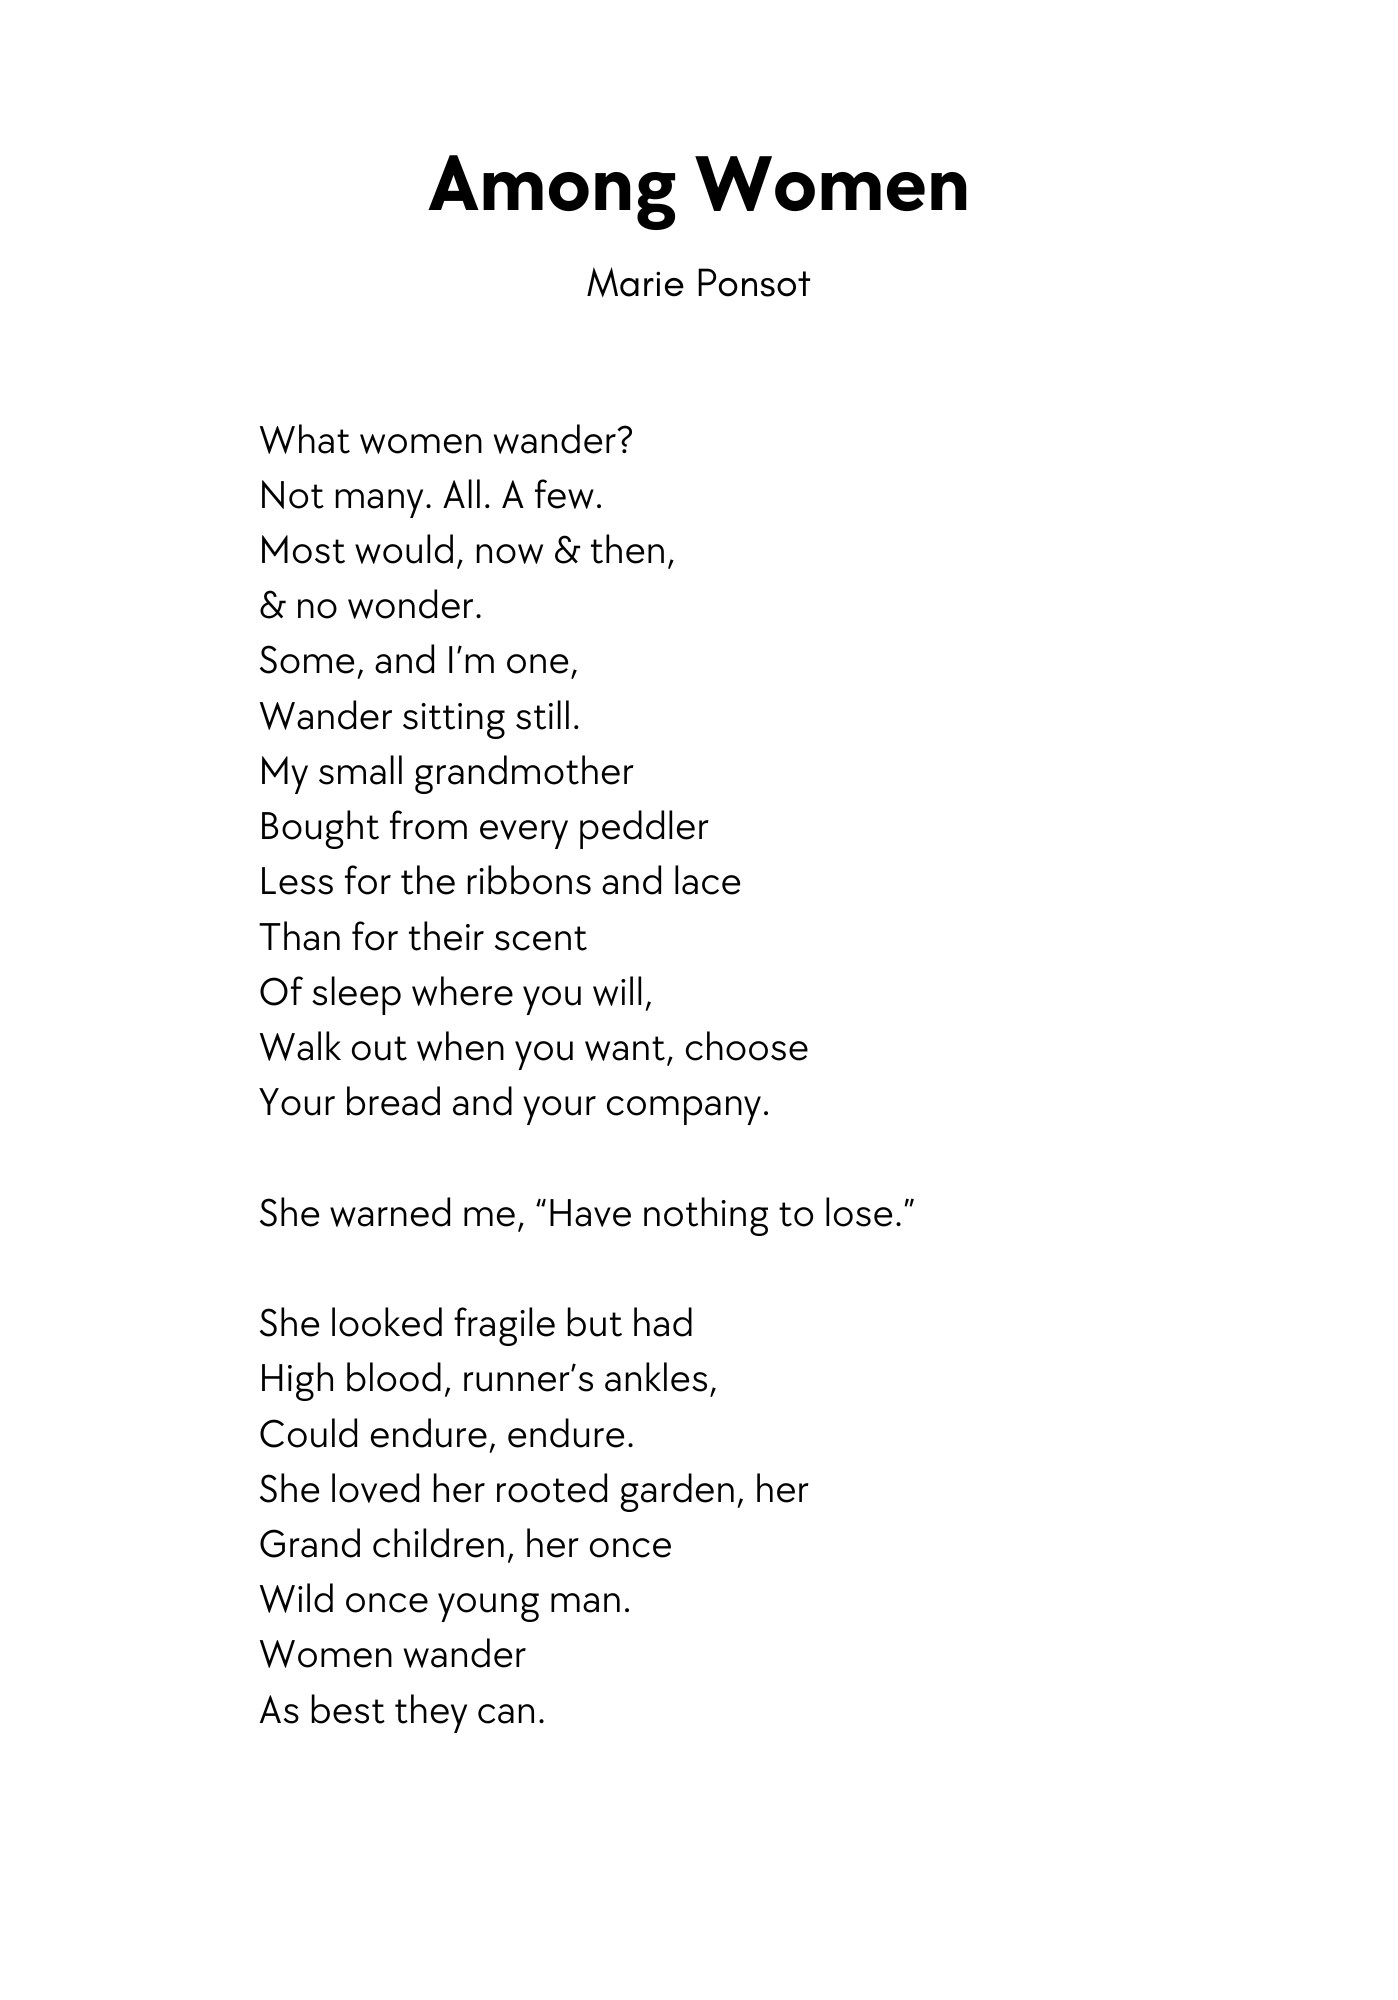 Among Women
Marie Ponsot
What women wander?
Not many. All. A few.
Most would, now & then,
& no wonder.
Some, and I’m one,
Wander sitting still.
My small grandmother
Bought from every peddler
Less for the ribbons and lace
Than for their scent
Of sleep where you will,
Walk out when you want, choose
Your bread and your company.
She warned me, “Have nothing to lose.”
She looked fragile but had
High blood, runner’s ankles,
Could endure, endure.
She loved her rooted garden, her
Grand children, her once
Wild once young man.
Women wander
As best they can.